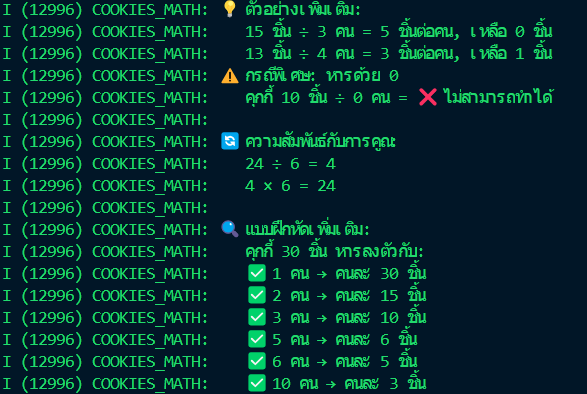 I (12996) COOKIES_MATH: 💡 ตัวอย่างเพิ่มเติม:
I (12996) COOKIES_MATH:    15 ชิ้น ÷ 3 คน = 5 ชิ้นต่อคน, เหลือ 0 ชิ้น
I (12996) COOKIES_MATH:    13 ชิ้น ÷ 4 คน = 3 ชิ้นต่อคน, เหลือ 1 ชิ้น
I (12996) COOKIES_MATH: ⚠️ กรณีพิเศษ: หารด้วย 0
I (12996) COOKIES_MATH:    คุกกี้ 10 ชิ้น ÷ 0 คน = ❌ ไม่สามารถทำได้
I (12996) COOKIES_MATH:
I (12996) COOKIES_MATH: 🔄 ความสัมพันธ์กับการคูณ:
I (12996) COOKIES_MATH:    24 ÷ 6 = 4
I (12996) COOKIES_MATH:    4 × 6 = 24
I (12996) COOKIES_MATH:
I (12996) COOKIES_MATH: 🔍 แบบฝึกหัดเพิ่มเติม:
I (12996) COOKIES_MATH:    คุกกี้ 30 ชิ้น หารลงตัวกับ:
I (12996) COOKIES_MATH:    ✅ 1 คน → คนละ 30 ชิ้น
I (12996) COOKIES_MATH:    ✅ 2 คน → คนละ 15 ชิ้น
I (12996) COOKIES_MATH:    ✅ 3 คน → คนละ 10 ชิ้น
I (12996) COOKIES_MATH:    ✅ 5 คน → คนละ 6 ชิ้น
I (12996) COOKIES_MATH:    ✅ 6 คน → คนละ 5 ชิ้น
I (12996) COOKIES_MATH:    ✅ 10 คน → คนละ 3 ชิ้น